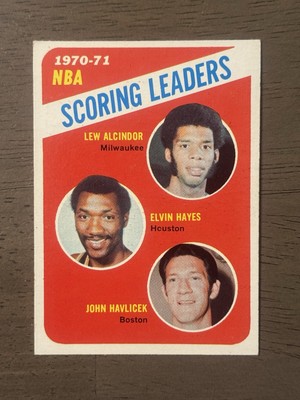 1970-71
NBA
SCORING LEADERS
LEW ALCINDOR
Milwaukee
ELVIN HAYES
Houston
JOHN HAVLICEK
Boston